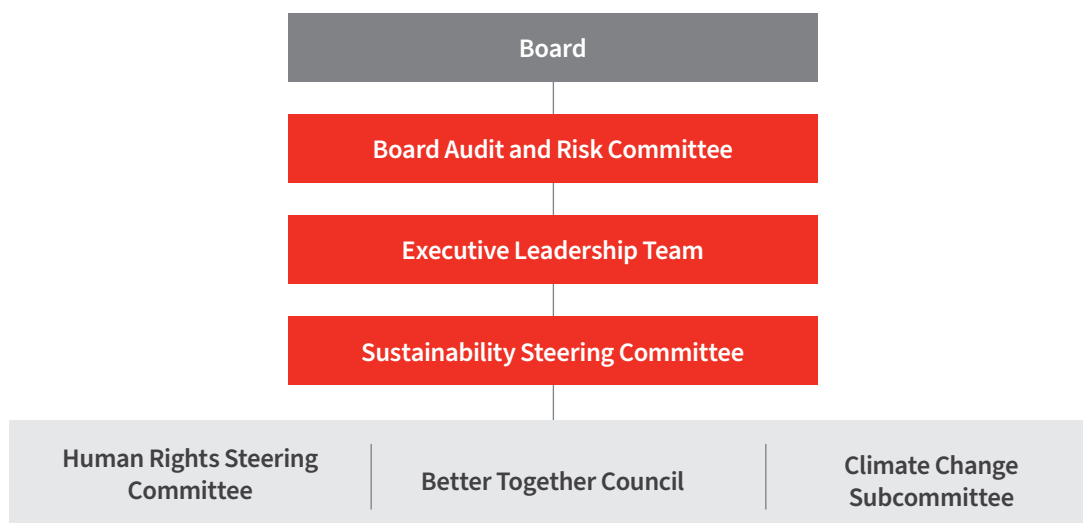 Board
Board Audit and Risk Committee
Executive Leadership Team
Sustainability Steering Committee
Human Rights Steering
Committee
Better Together Council
Climate Change
Subcommittee